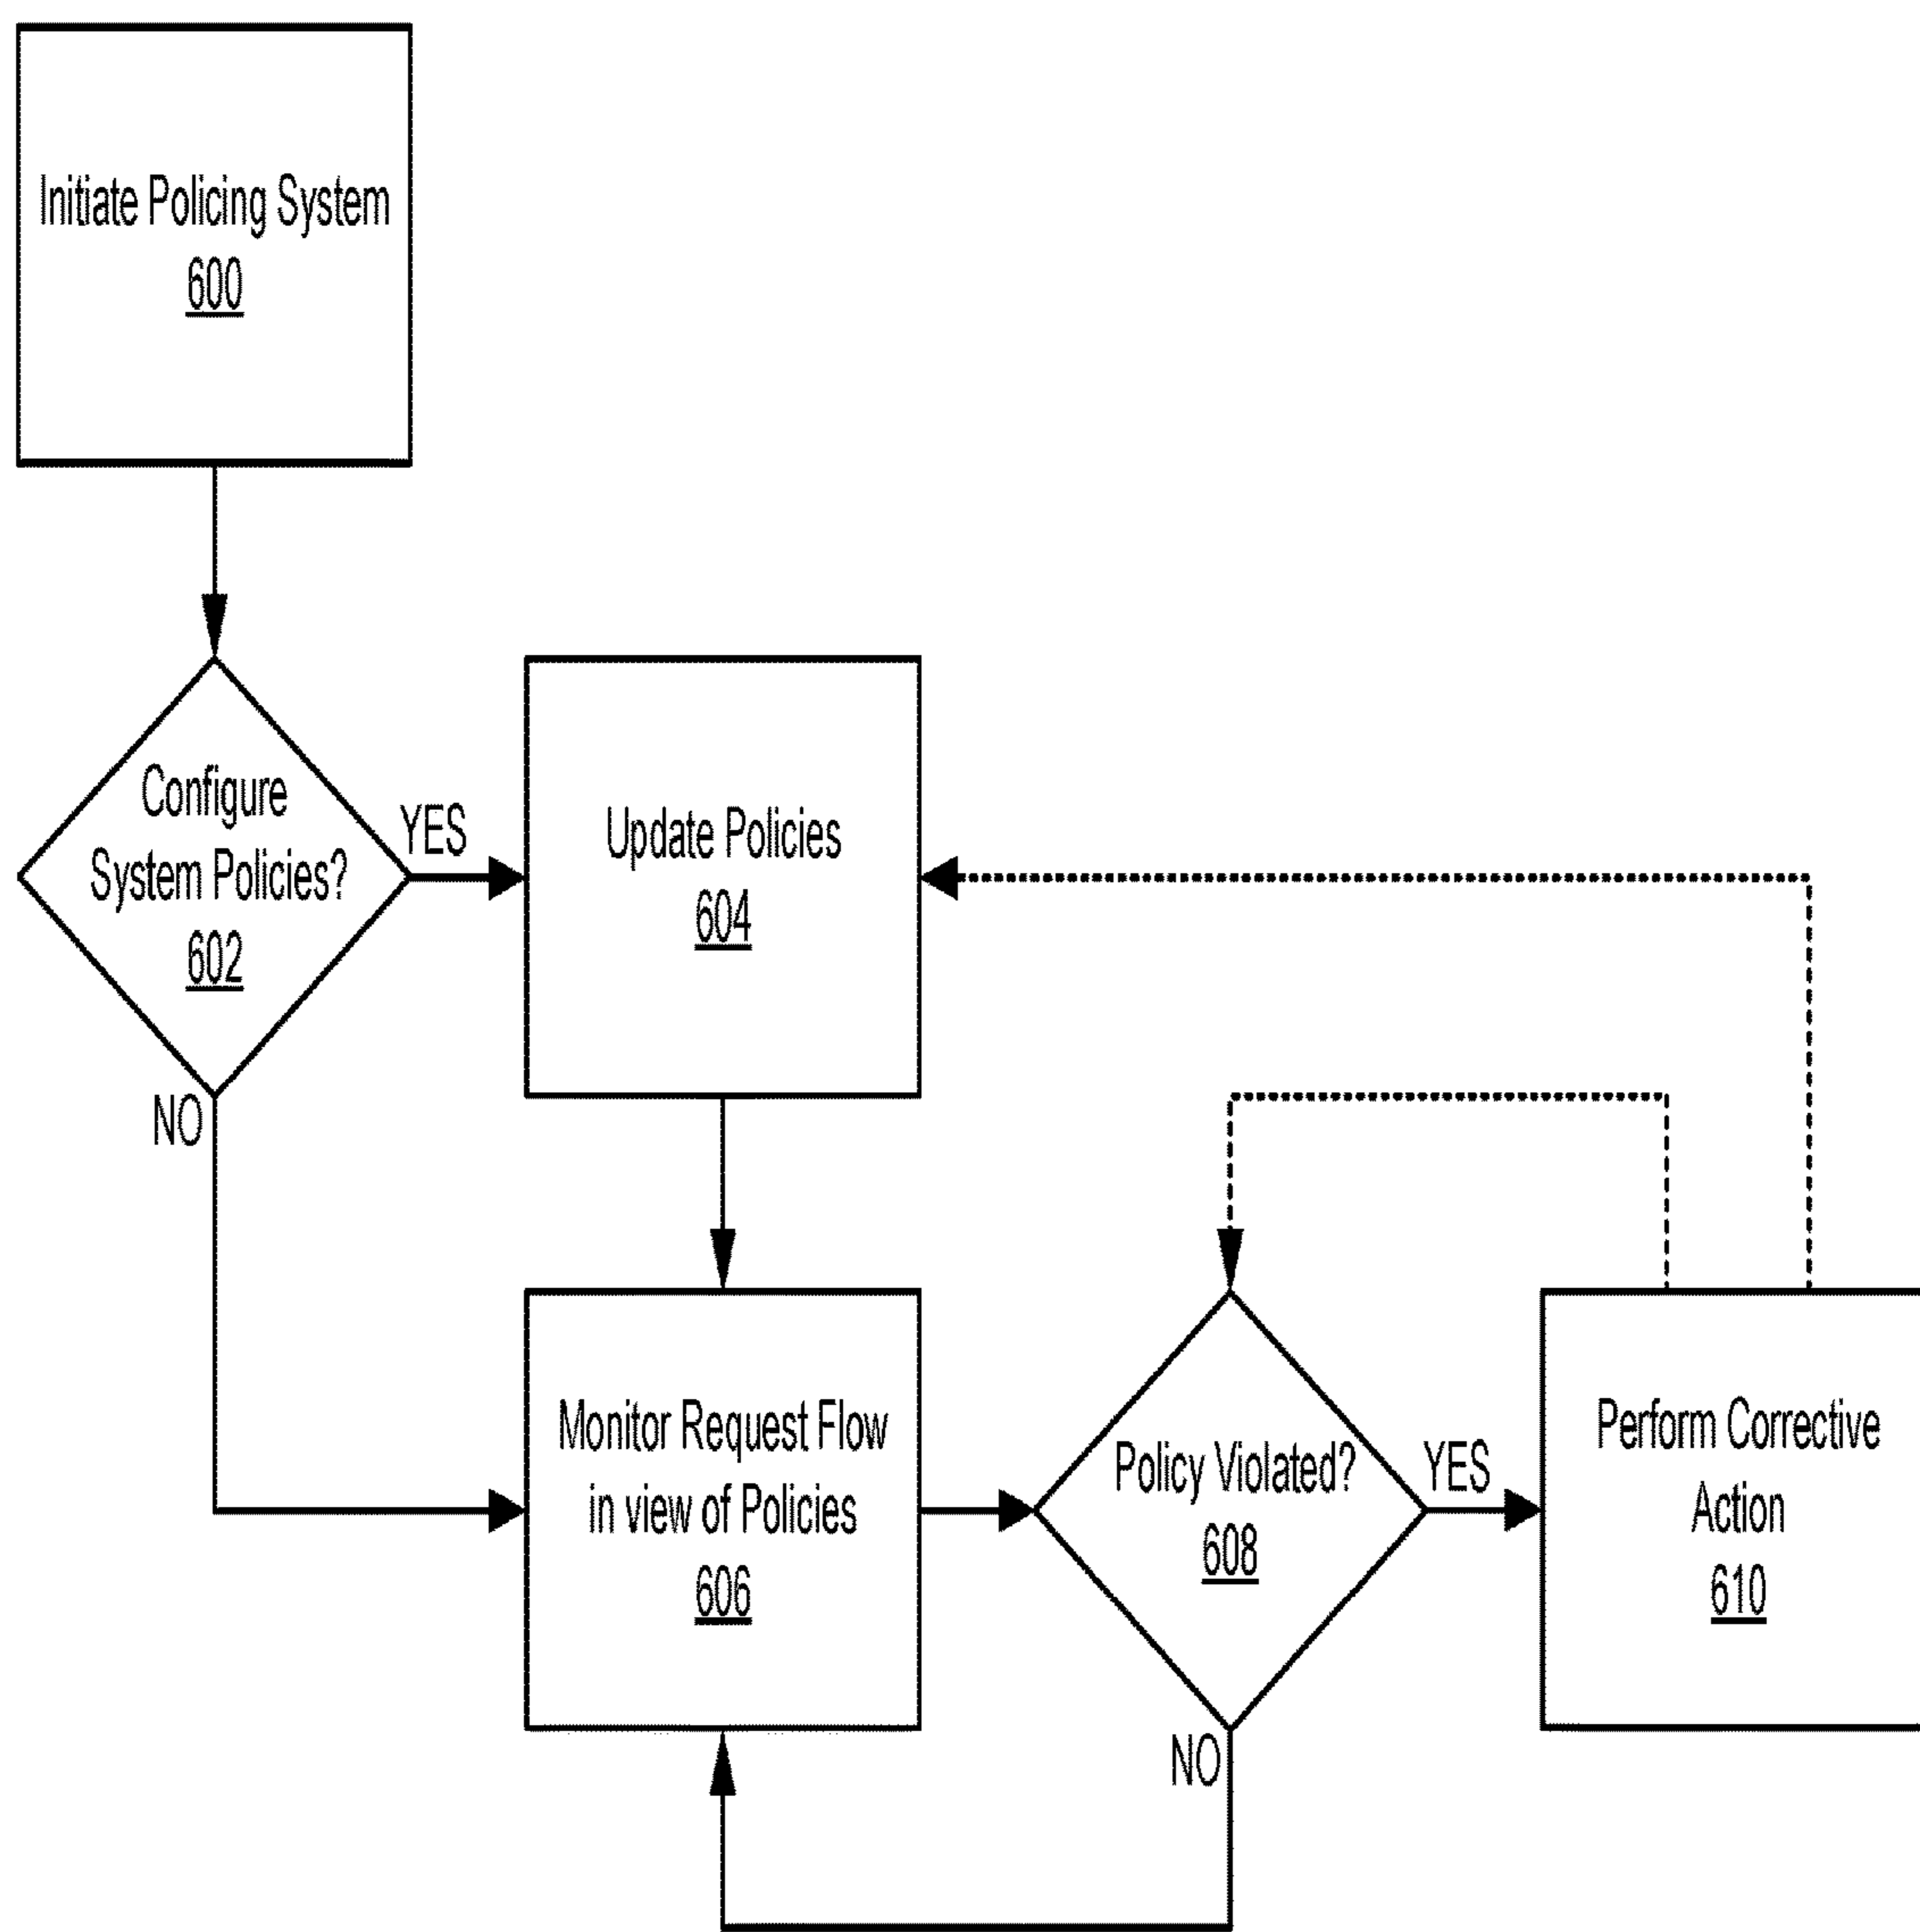 Initiate Policing System
600
Configure
System Policies?
602
YES
NO
Update Policies
604
Monitor Request Flow
in view of Policies
606
Policy Violated?
608
YES
NO
Perform Corrective
Action
610